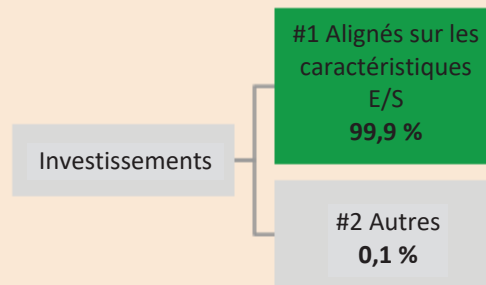 #1 Alignés sur les
caractéristiques
E/S
99,9 %
Investissements
#2 Autres
0,1 %